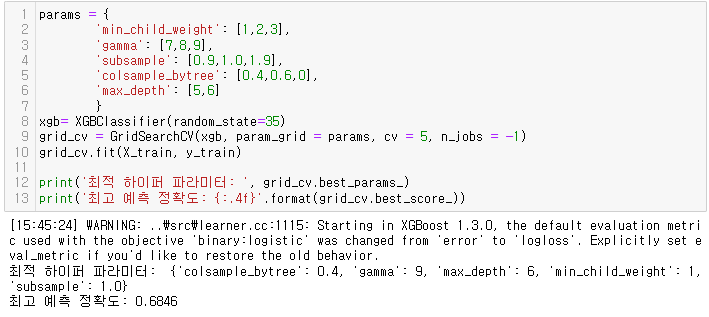 1 params = {
2 'min_child_weight': [1,2,3],
3 'gamma': [7,8,9],
4 'subsample': [0.9,1.0,1.9],
5 'colsample_bytree': [0.4,0.6,0],
6 'max_depth': [5,6]
7 }
8 xgb= XGBClassifier(random_state=35)
9 grid_cv = GridSearchCV(xgb, param_grid = params, cv = 5, n_jobs = -1)
10 grid_cv.fit(X_train, y_train)
11
12 print('최적 하이퍼 파라미터: ', grid_cv.best_params_)
13 print('최고 예측 정확도: {:.4f}'.format(grid_cv.best_score_))
[15:45:24] WARNING: ..₩src₩learner.cc:1115: Starting in XGBoost 1.3.0, the default evaluation metri
c used with the objective 'binary:logistic' was changed from 'error' to 'logloss'. Explicitly set e
val_metric if you'd like to restore the old behavior.
최적 하이퍼 파라미터:  {'colsample_bytree': 0.4, 'gamma': 9, 'max_depth': 6, 'min_child_weight': 1,
'subsample': 1.0}
최고 예측 정확도: 0.6846